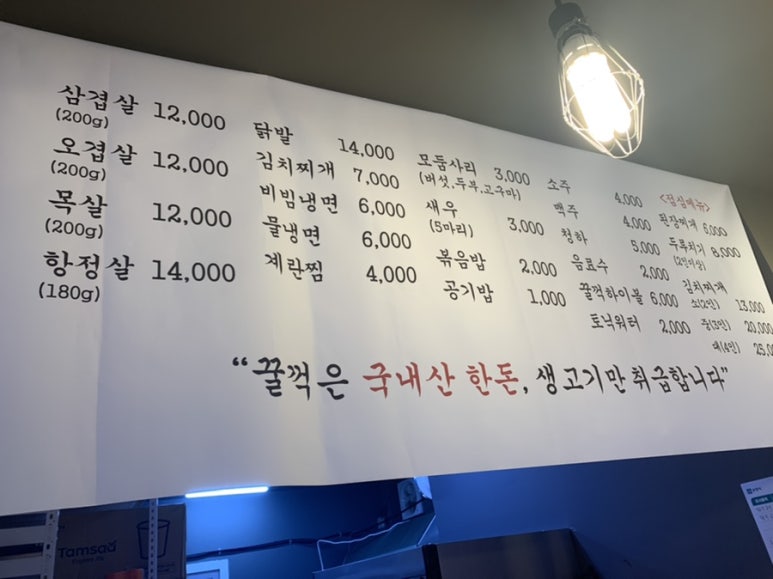 삼겹살 12,000
(200g)
오겹살 12,000
(200g)
목살 12,000
(200g)
항정살 14,000
(180g)
닭발 14,000
김치찌개 7,000
비빔냉면 6,000
물냉면 6,000
계란찜 4,000
모둠사리 3,000
(버섯,두부,고구마)
새우 3,000
(5마리)
볶음밥 2,000
공기밥 1,000
소주 4,000
맥주 4,000
청하 5,000
음료수 2,000
꿀꺽하이볼 6,000
토닉워터 2,000
<점심메뉴>
된장찌개 6,000
두루치기 8,000
(2인이상)
김치찌개
소(2인) 13,000
중(3인) 20,000
대(4인) 25,0
“꿀꺽은 국내산 한돈, 생고기만 취급합니다”
Tamsaa